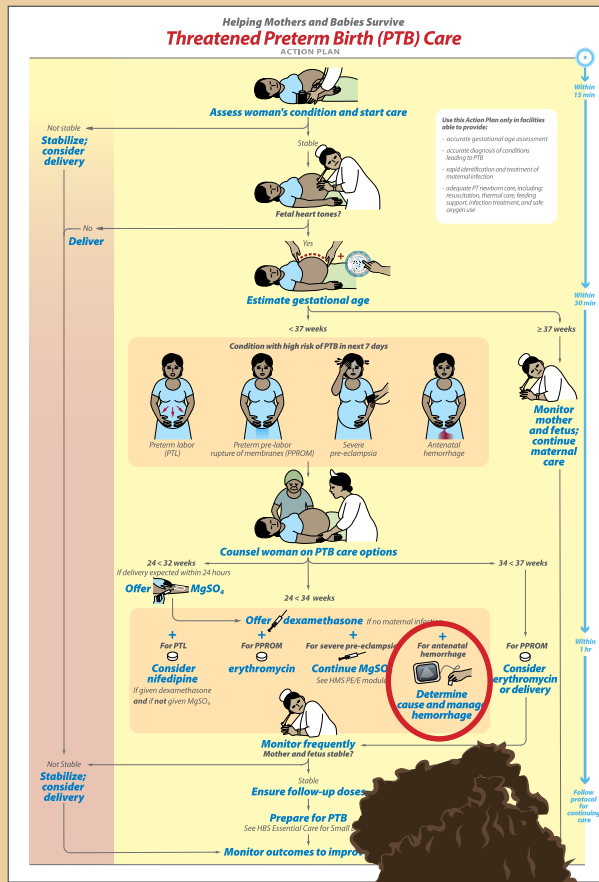 Helping Mothers and Babies Survive
Threatened Preterm Birth (PTB) Care
ACTION PLAN
Within
15 min
Assess woman's condition and start care
Use this Action Plan only in facilities
able to provide:
- accurate gestational age assessment
- accurate diagnosis of conditions
leading to PTB
- rapid identification and treatment of
maternal infection
- adequate PT newborn care, including:
resuscitation, thermal care, feeding
support, infection treatment, and safe
oxygen use
Not stable
Stabilize;
consider
delivery
Stable
Fetal heart tones?
No
Deliver
Yes
Estimate gestational age
Within
30 min
< 37 weeks
≥ 37 weeks
Condition with high risk of PTB in next 7 days
Preterm labor
(PTL)
Preterm pre-labor
rupture of membranes (PPROM)
Severe
pre-eclampsia
Antenatal
hemorrhage
Monitor
mother
and fetus;
continue
maternal
care
Counsel woman on PTB care options
24 < 32 weeks
If delivery expected within 24 hours
Offer MgSO₄
34 < 37 weeks
24 < 34 weeks
Offer dexamethasone If no maternal
+
For PTL
Consider
nifedipine
If given dexamethasone
and if not given MgSO₄
+
For PPROM
erythromycin
+
For severe pre-eclampsia
Continue
See HMS PE/E module
+
For antenatal
hemorrhage
Determine
cause and manage
hemorrhage
For PPROM
Consider
erythromycin
or delivery
Within
1 hr
Monitor frequently
Mother and fetus stable?
Not Stable
Stabilize;
consider
delivery
Stable
Ensure follow-up doses
Prepare for PTB
See HBS Essential Care for Small
Monitor outcomes to
Follow
protocol
for
continuing
care